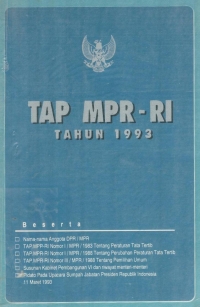 TAP MPR-RI
TAHUN 1993
Beserta
Nama-nama Anggota DPR / MPR
TAP MPR-RI Nomor I / MPR / 1983 Tentang Peraturan Tata Tertib.
TAP MPR-RI Nomor I / MPR / 1988 Tentang Perubahan Peraturan Tata Tertib.
TAP MPR-RI Nomor III / MPR / 1988 Tentang Pemilihan Umum
Susunan Kabinet Pembangunan VI dan riwayat menteri-menteri
Pidato Pada Upacara Sumpah Jabatan Presiden Republik Indonesia
11 Maret 1993